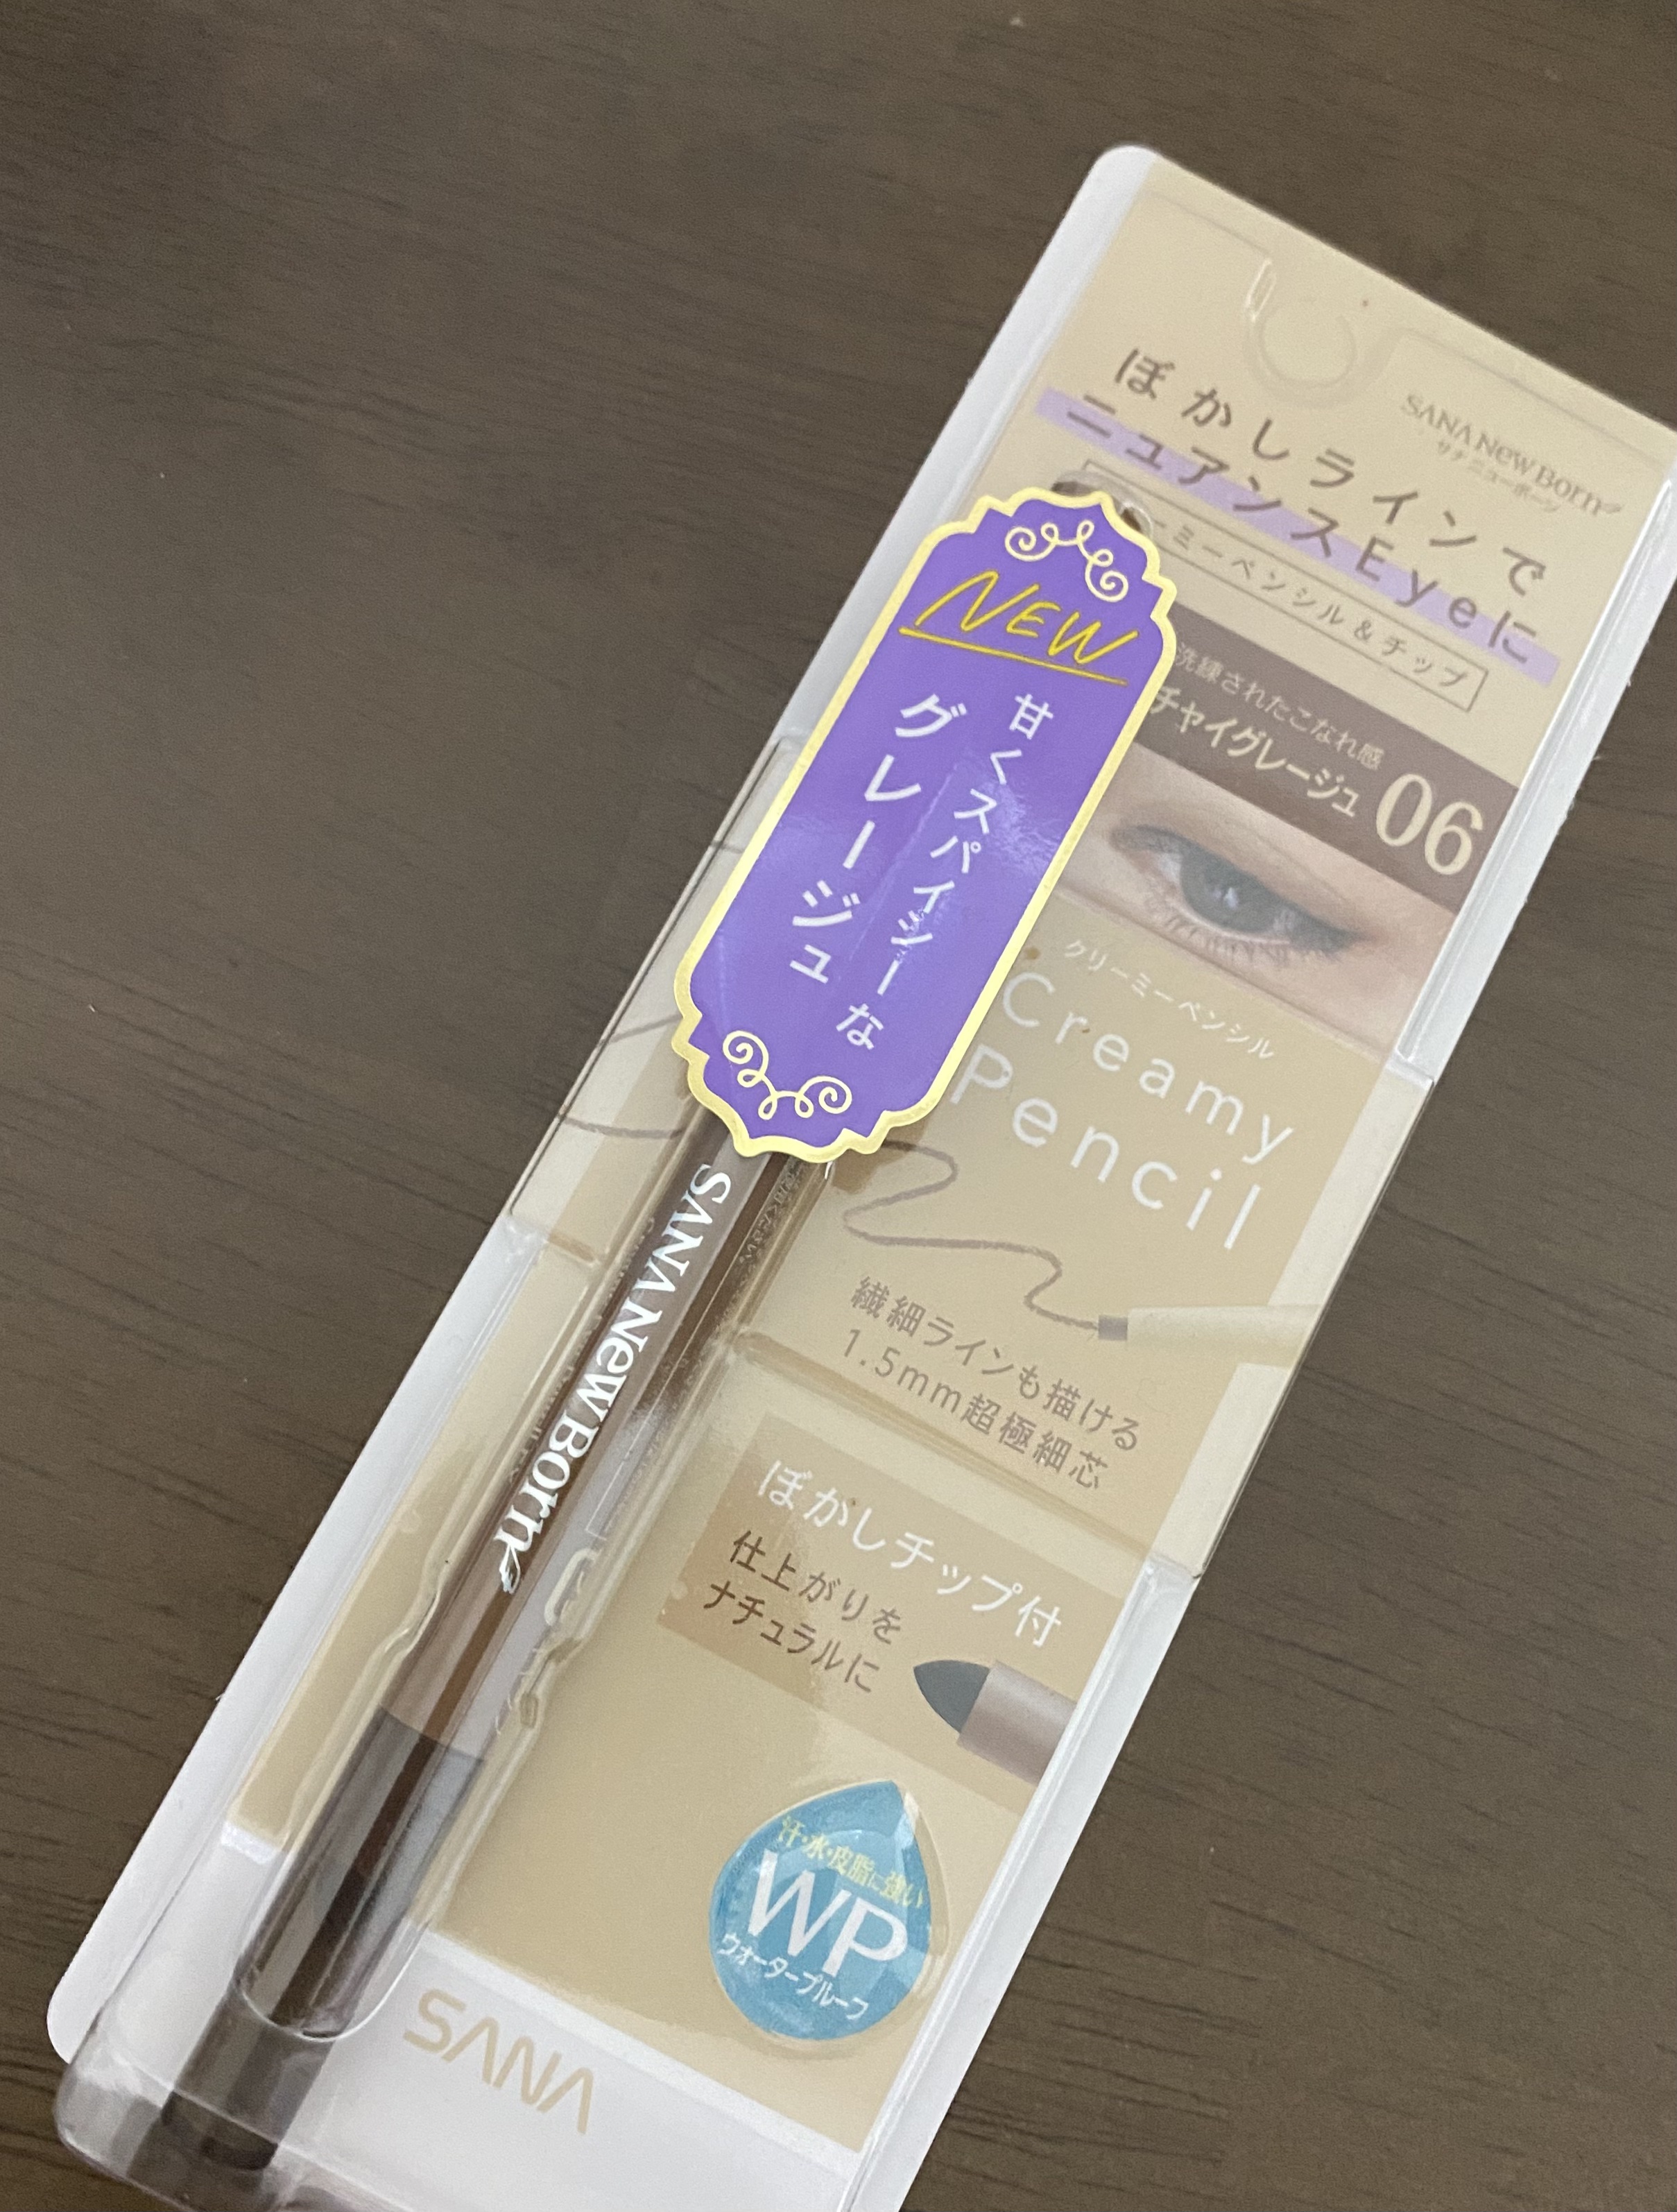 SANA New Born
サナ ニューボーン
ぼかしラインで
ニュアンスEyeに
ーミーペンシル&チップ
洗練されたこなれ感
チャイグレージュ 06
NEW
甘くスパイシーな
グレージュ
クリーミーペンシル
Creamy
Pencil
繊細ラインも描ける
1.5mm超極細芯
ぼかしチップ付
仕上がりを
ナチュラルに
汗・水・皮脂に強い
WP
ウォータープルーフ
SANA New Born
SANA